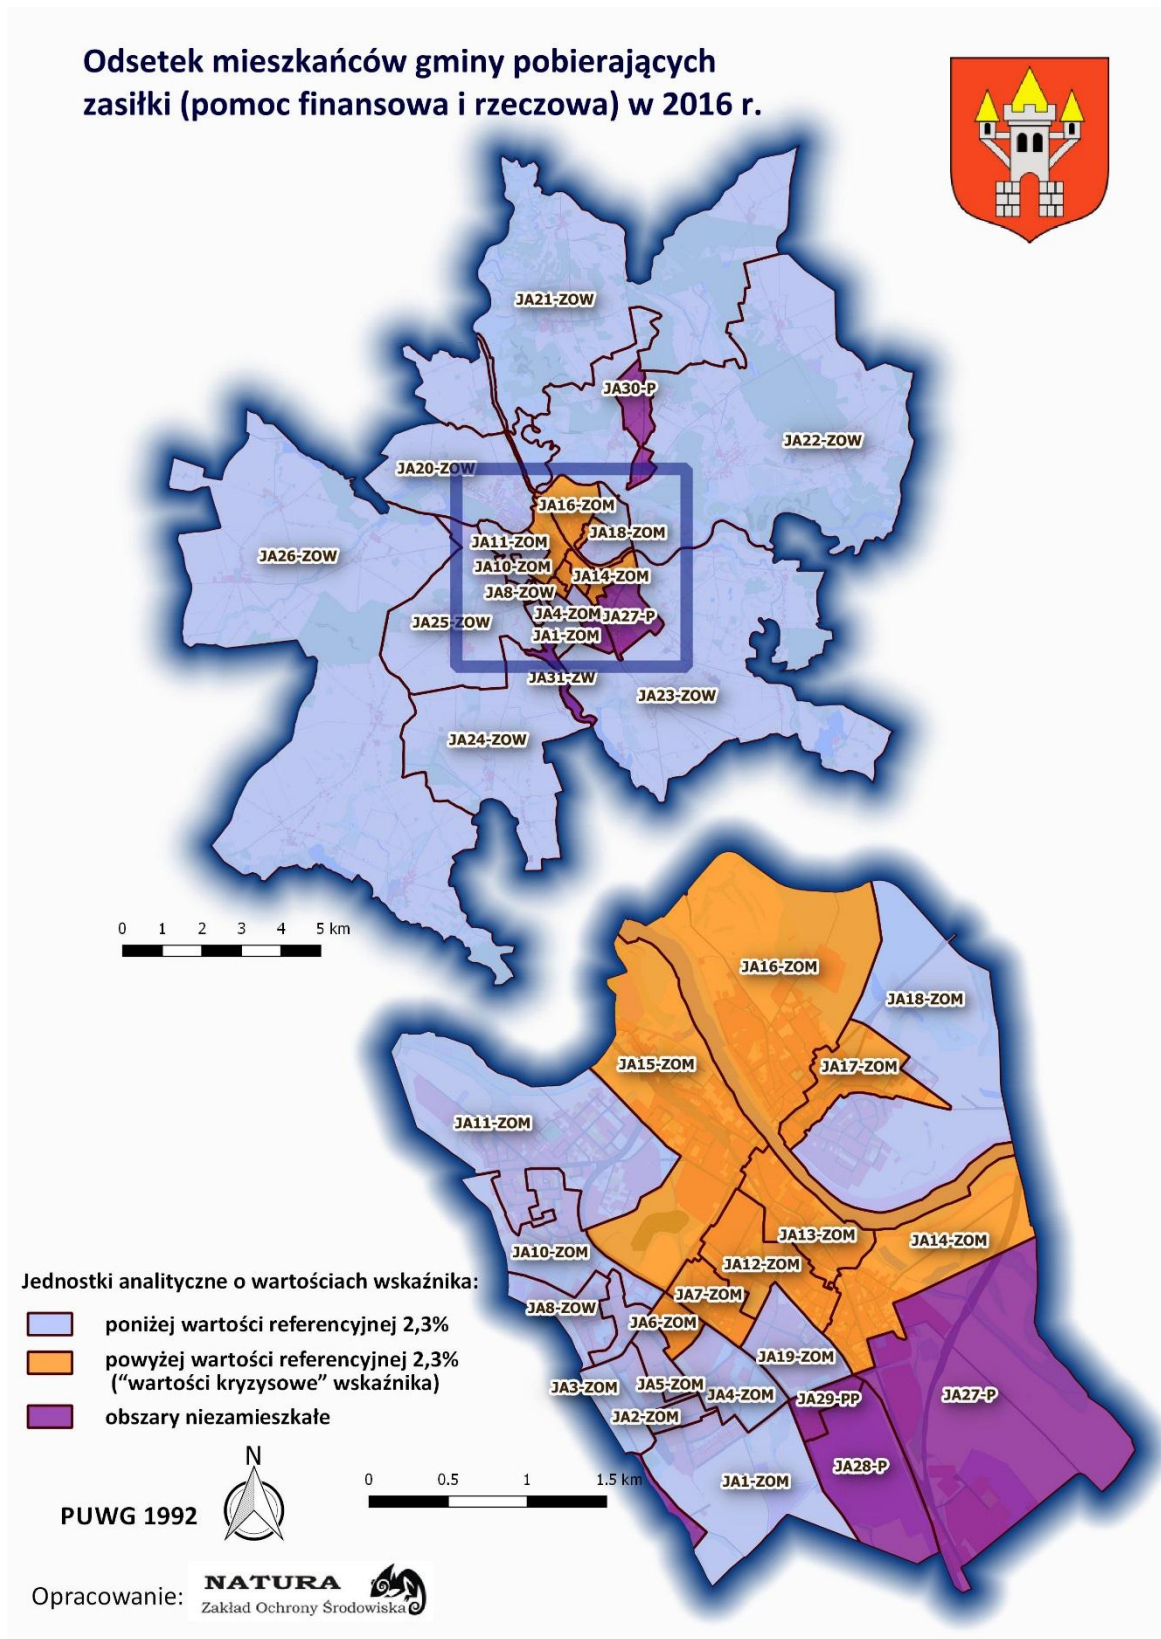 Odsetek mieszkańców gminy pobierających
zasiłki (pomoc finansowa i rzeczowa) w 2016 r.
JA21-ZOW
JA30-P
JA22-ZOW
JA20-ZOW
JA16-ZOM
JA18-ZOM
JA11-ZOM
JA26-ZOW
JA10-ZOM
JA14-ZOM
JA8-ZOW
JA4-ZOM
JA27-P
JA25-ZOW
JA1-ZOM
JA31-ZW
JA23-ZOW
JA24-ZOW
0 1 2 3 4 5 km
JA16-ZOM
JA18-ZOM
JA15-ZOM
JA17-ZOM
JA11-ZOM
JA13-ZOM
JA14-ZOM
JA10-ZOM
JA12-ZOM
JA7-ZOM
JA8-ZOW
JA6-ZOM
JA19-ZOM
JA3-ZOM
JA5-ZOM
JA4-ZOM
JA29-PP
JA27-P
JA2-ZOM
JA28-P
JA1-ZOM
Jednostki analityczne o wartościach wskaźnika:
poniżej wartości referencyjnej 2,3%
powyżej wartości referencyjnej 2,3%
(“wartości kryzysowe” wskaźnika)
obszary niezamieszkałe
N
0 0.5 1 1.5 km
PUWG 1992
Opracowanie:
NATURA
Zakład Ochrony Środowiska